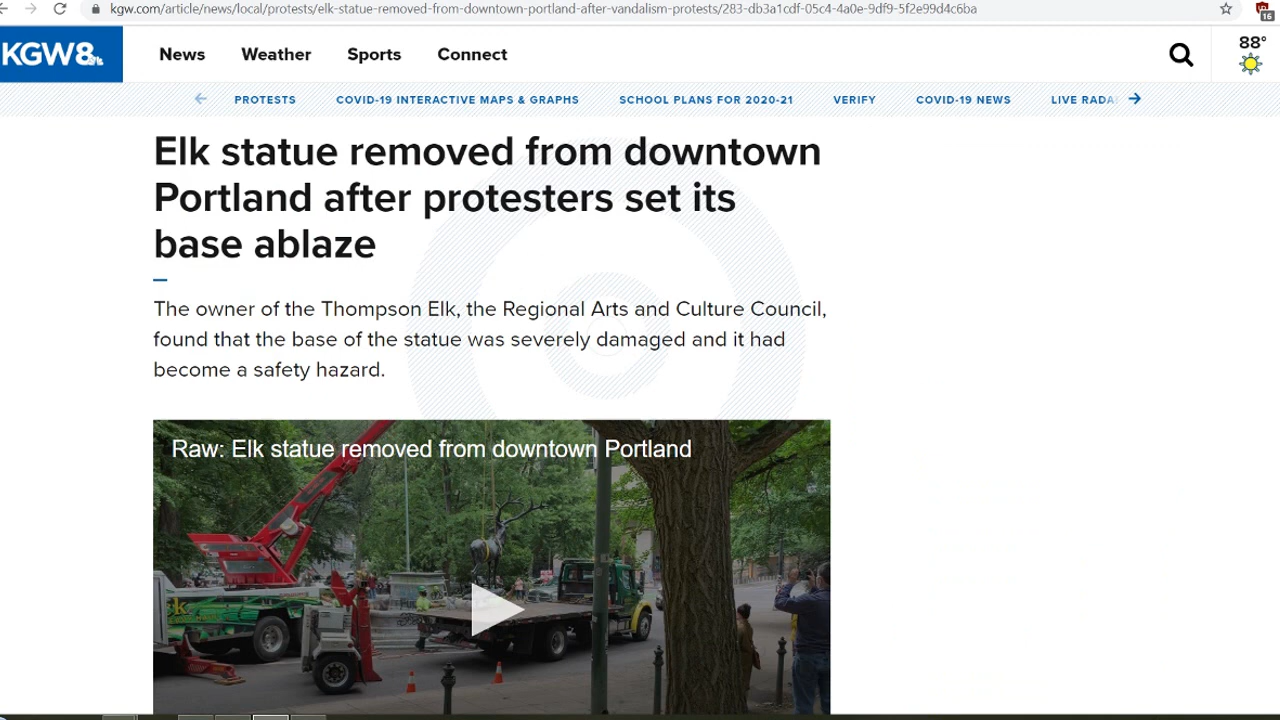 kgw.com/article/news/local/protests/elk-statue-removed-from-downtown-portland-after-vandalism-protests/283-db3a1cdf-05c4-4a0e-9df9-5f2e99d4c6ba
16
KGW8
News Weather Sports Connect
88°
PROTESTS COVID-19 INTERACTIVE MAPS & GRAPHS SCHOOL PLANS FOR 2020-21 VERIFY COVID-19 NEWS LIVE RADA
Elk statue removed from downtown
Portland after protesters set its
base ablaze
The owner of the Thompson Elk, the Regional Arts and Culture Council,
found that the base of the statue was severely damaged and it had
become a safety hazard.
Raw: Elk statue removed from downtown Portland